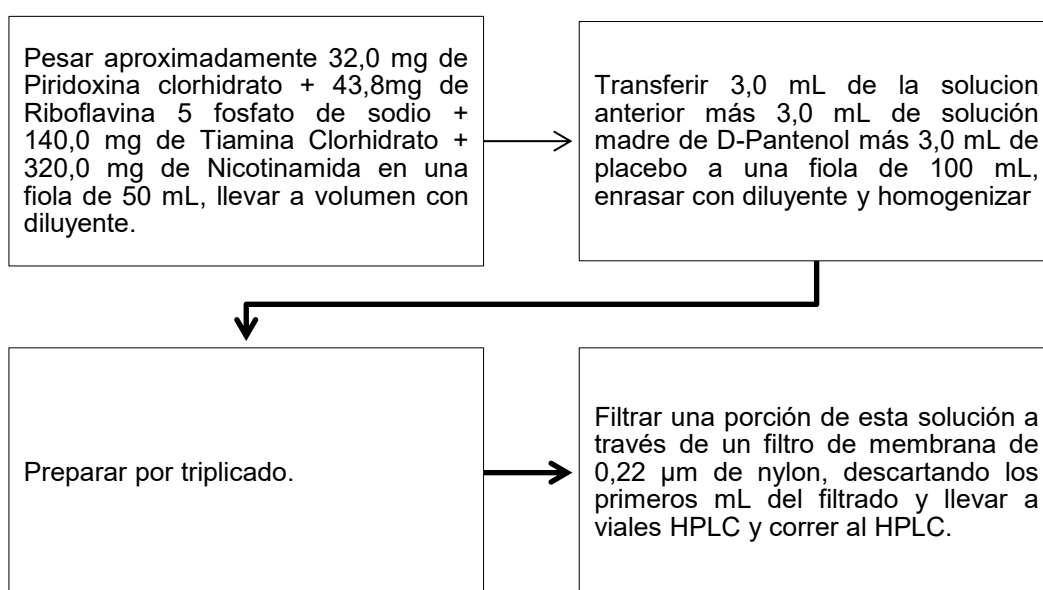 Pesar aproximadamente 32,0 mg de
Piridoxina clorhidrato + 43,8mg de
Riboflavina 5 fosfato de sodio +
140,0 mg de Tiamina Clorhidrato +
320,0 mg de Nicotinamida en una
fiola de 50 mL, llevar a volumen con
diluyente.
Transferir 3,0 mL de la solucion
anterior más 3,0 mL de solución
madre de D-Pantenol más 3,0 mL de
placebo a una fiola de 100 mL,
enrasar con diluyente y homogenizar
Preparar por triplicado.
Filtrar una porción de esta solución a
través de un filtro de membrana de
0,22 µm de nylon, descartando los
primeros mL del filtrado y llevar a
viales HPLC y correr al HPLC.